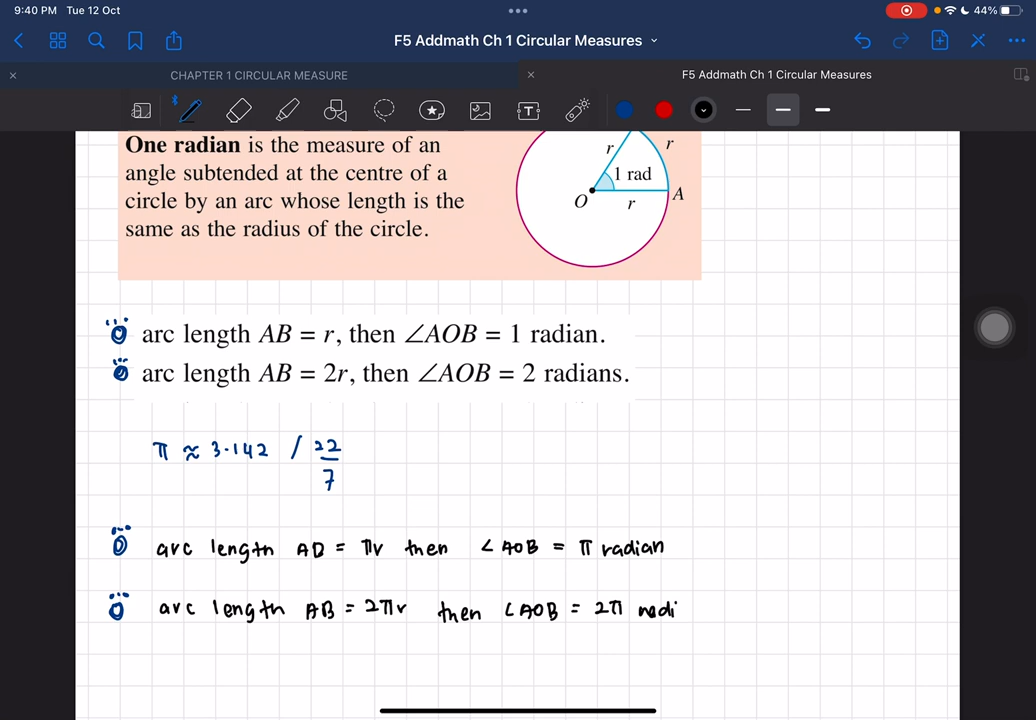 9:40 PM Tue 12 Oct
44%
F5 Addmath Ch 1 Circular Measures
CHAPTER 1 CIRCULAR MEASURE
F5 Addmath Ch 1 Circular Measures
One radian is the measure of an
angle subtended at the centre of a
circle by an arc whose length is the
same as the radius of the circle.
r
r
1 rad
O
r
A
arc length AB = r, then ∠AOB = 1 radian.
arc length AB = 2r, then ∠AOB = 2 radians.
π ≈ 3.142 / 22/7
arc length AB = πr then ∠AOB = π radian
arc length AB = 2πr then ∠AOB = 2π radi